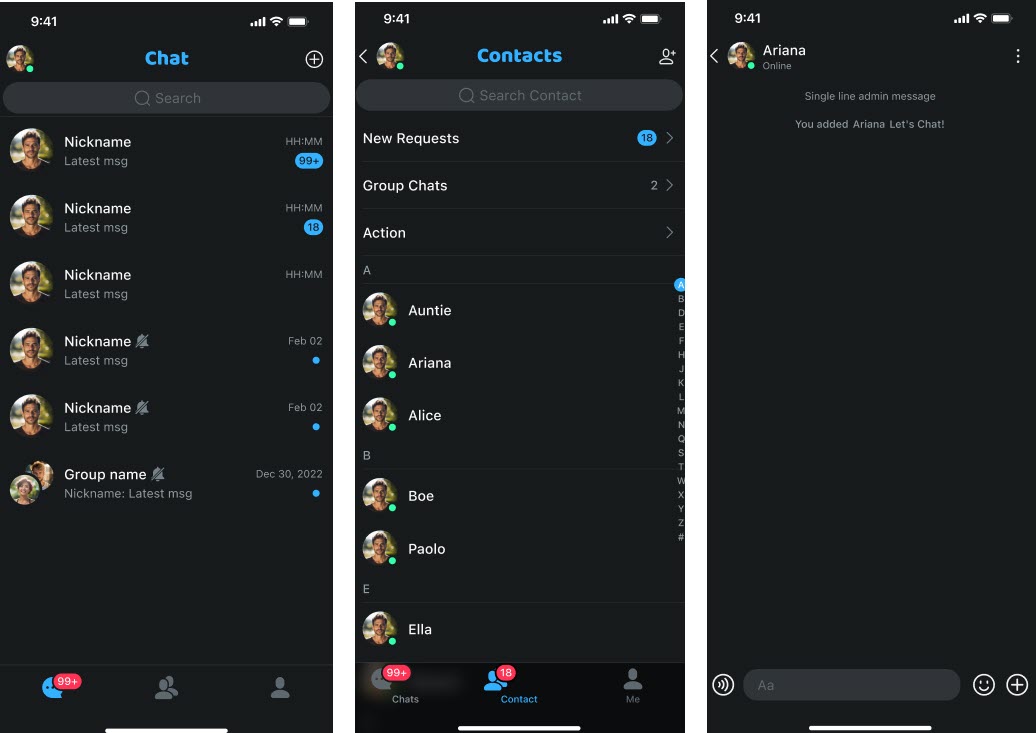 9:41
Chat
Search
Nickname
HH:MM
Latest msg
99+
Nickname
HH:MM
Latest msg
18
Nickname
HH:MM
Latest msg
Nickname
Feb 02
Latest msg
Nickname
Feb 02
Latest msg
Group name
Dec 30, 2022
Nickname: Latest msg
99+
9:41
Contacts
Search Contact
New Requests
18
Group Chats
2
Action
A
Auntie
Ariana
Alice
B
Boe
Paolo
E
Ella
A
B
D
E
F
H
J
K
L
M
N
Q
S
T
W
X
Y
Z
#
99+
Chats
18
Contact
Me
9:41
Ariana
Online
Single line admin message
You added Ariana Let's Chat!
Aa